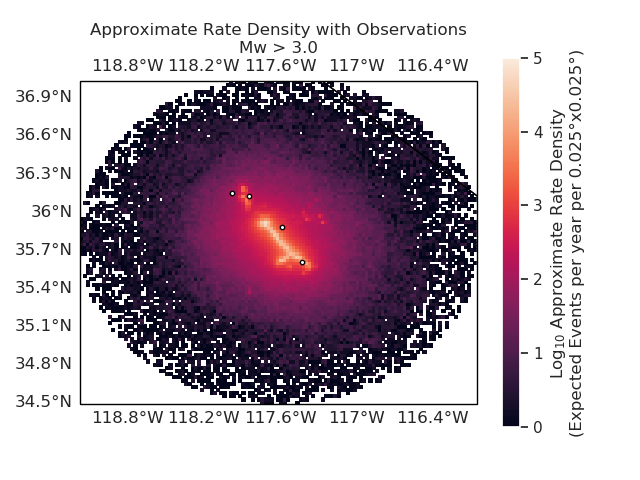 Approximate Rate Density with Observations
Mw > 3.0
118.8°W 118.2°W 117.6°W 117°W 116.4°W
36.9°N
36.6°N
36.3°N
36°N
35.7°N
35.4°N
35.1°N
34.8°N
34.5°N
118.8°W 118.2°W 117.6°W 117°W 116.4°W
5
4
3
2
1
0
Log₁₀ Approximate Rate Density
(Expected Events per year per 0.025°x0.025°)